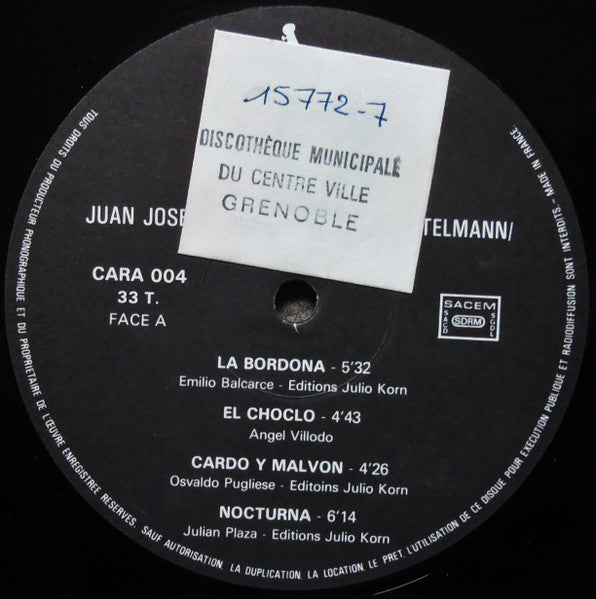 15772-7
DISCOTHÈQUE MUNICIPALE
DU CENTRE VILLE
GRENOBLE
JUAN JOSE
TELMANN/
CARA 004
33 T.
FACE A
SACEM
SACD
SDRM
SGDL
LA BORDONA - 5'32
Emilio Balcarce - Editions Julio Korn
EL CHOCLO - 4'43
Angel Villodo
CARDO Y MALVON - 4'26
Osvaldo Pugliese - Editoins Julio Korn
NOCTURNA - 6'14
Julian Plaza - Editions Julio Korn
TOUS DROITS DU PRODUCTEUR PHONOGRAPHIQUE ET DU PROPRIETAIRE DE L'ŒUVRE ENREGISTREE RESERVES. SAUF AUTORISATION, LA DUPLICATION, LA LOCATION, LE PRET, L'UTILISATION DE CE DISQUE POUR EXECUTION PUBLIQUE ET RADIODIFFUSION SONT INTERDITS - MADE IN FRANCE